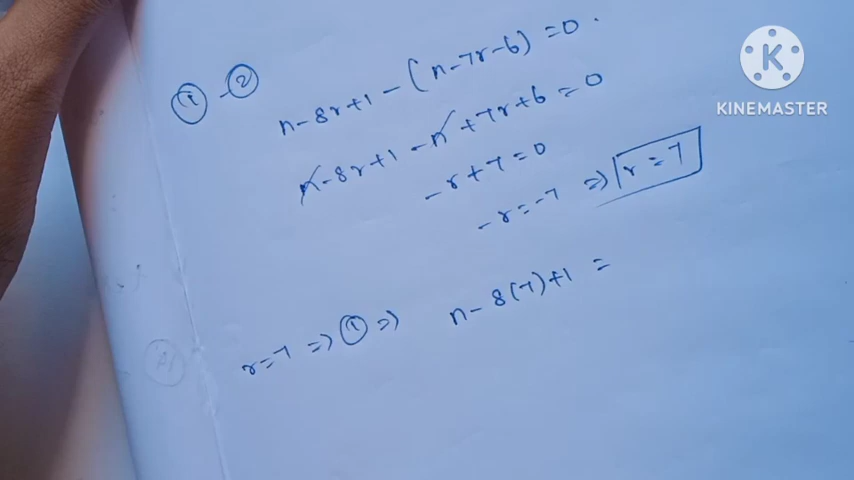 ① - ② n - 8r + 1 - (n - 7r - 6) = 0.
n - 8r + 1 - n + 7r + 6 = 0
- r + 7 = 0
- r = -7 ⇒ r = 7
r = 7 ⇒ ① ⇒ n - 8(7) + 1 =
K
KINEMASTER